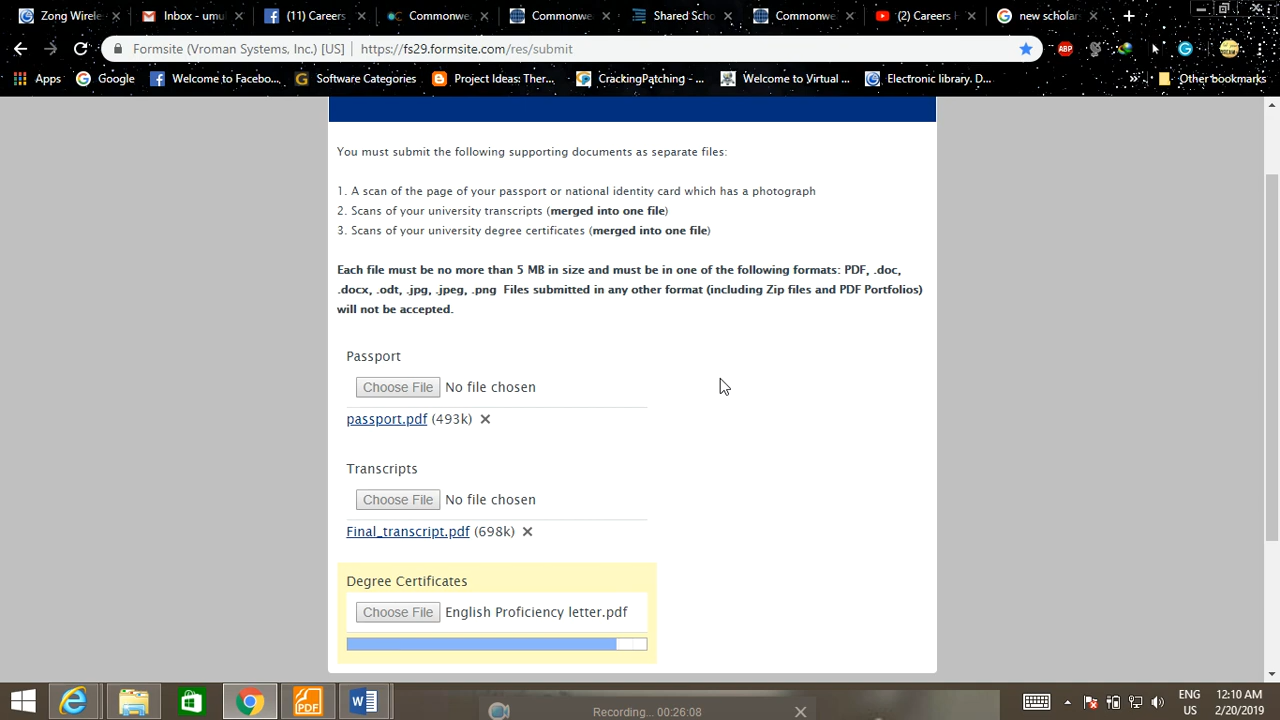 Zong Wirele
Inbox - umu
(11) Careers
Commonwe
Commonwe
Shared Scho
Commonwe
(2) Careers H
new scholar
Formsite (Vroman Systems, Inc.) [US] | https://fs29.formsite.com/res/submit
ABP
Apps
Google
Welcome to Facebo...
Software Categories
Project Ideas: Ther...
CrackingPatching - ...
Welcome to Virtual ...
Electronic library. D...
»
Other bookmarks
You must submit the following supporting documents as separate files:
1. A scan of the page of your passport or national identity card which has a photograph
2. Scans of your university transcripts (merged into one file)
3. Scans of your university degree certificates (merged into one file)
Each file must be no more than 5 MB in size and must be in one of the following formats: PDF, .doc,
.docx, .odt, .jpg, .jpeg, .png Files submitted in any other format (including Zip files and PDF Portfolios)
will not be accepted.
Passport
Choose File No file chosen
passport.pdf (493k)
Transcripts
Choose File No file chosen
Final_transcript.pdf (698k)
Degree Certificates
Choose File English Proficiency letter.pdf
PDF
Recording... 00:26:08
ENG
US
12:10 AM
2/20/2019